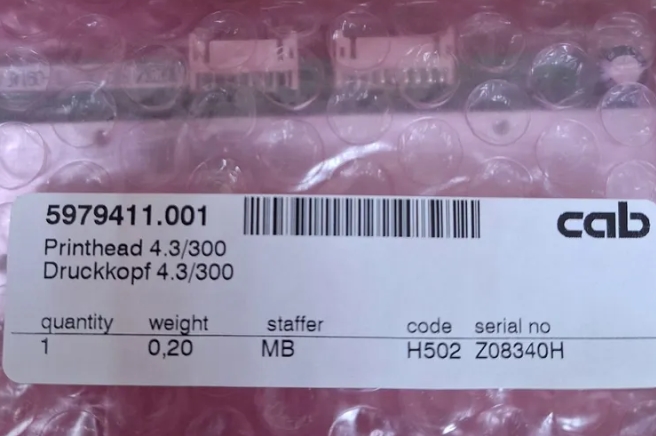 5979411.001
cab
Printhead 4.3/300
Druckkopf 4.3/300
quantity weight staffer code serial no
1 0,20 MB H502 Z08340H